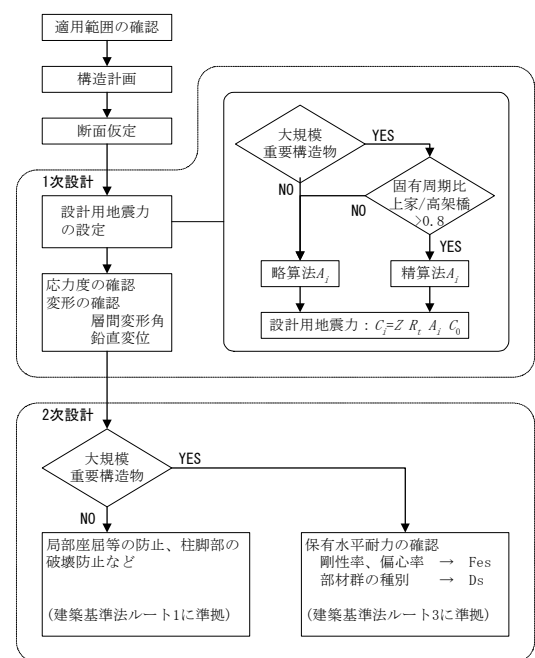 適用範囲の確認
構造計画
断面仮定
1次設計
設計用地震力
の設定
応力度の確認
変形の確認
層間変形角
鉛直変位
大規模
重要構造物
YES
NO
固有周期比
上家/高架橋
>0.8
NO
YES
略算法Ai
精算法Ai
設計用地震力：Ci=Z Rt Ai C0
2次設計
大規模
重要構造物
YES
NO
局部座屈等の防止、柱脚部の
破壊防止など
(建築基準法ルート1に準拠)
保有水平耐力の確認
剛性率、偏心率 → Fes
部材群の種別 → Ds
(建築基準法ルート3に準拠)